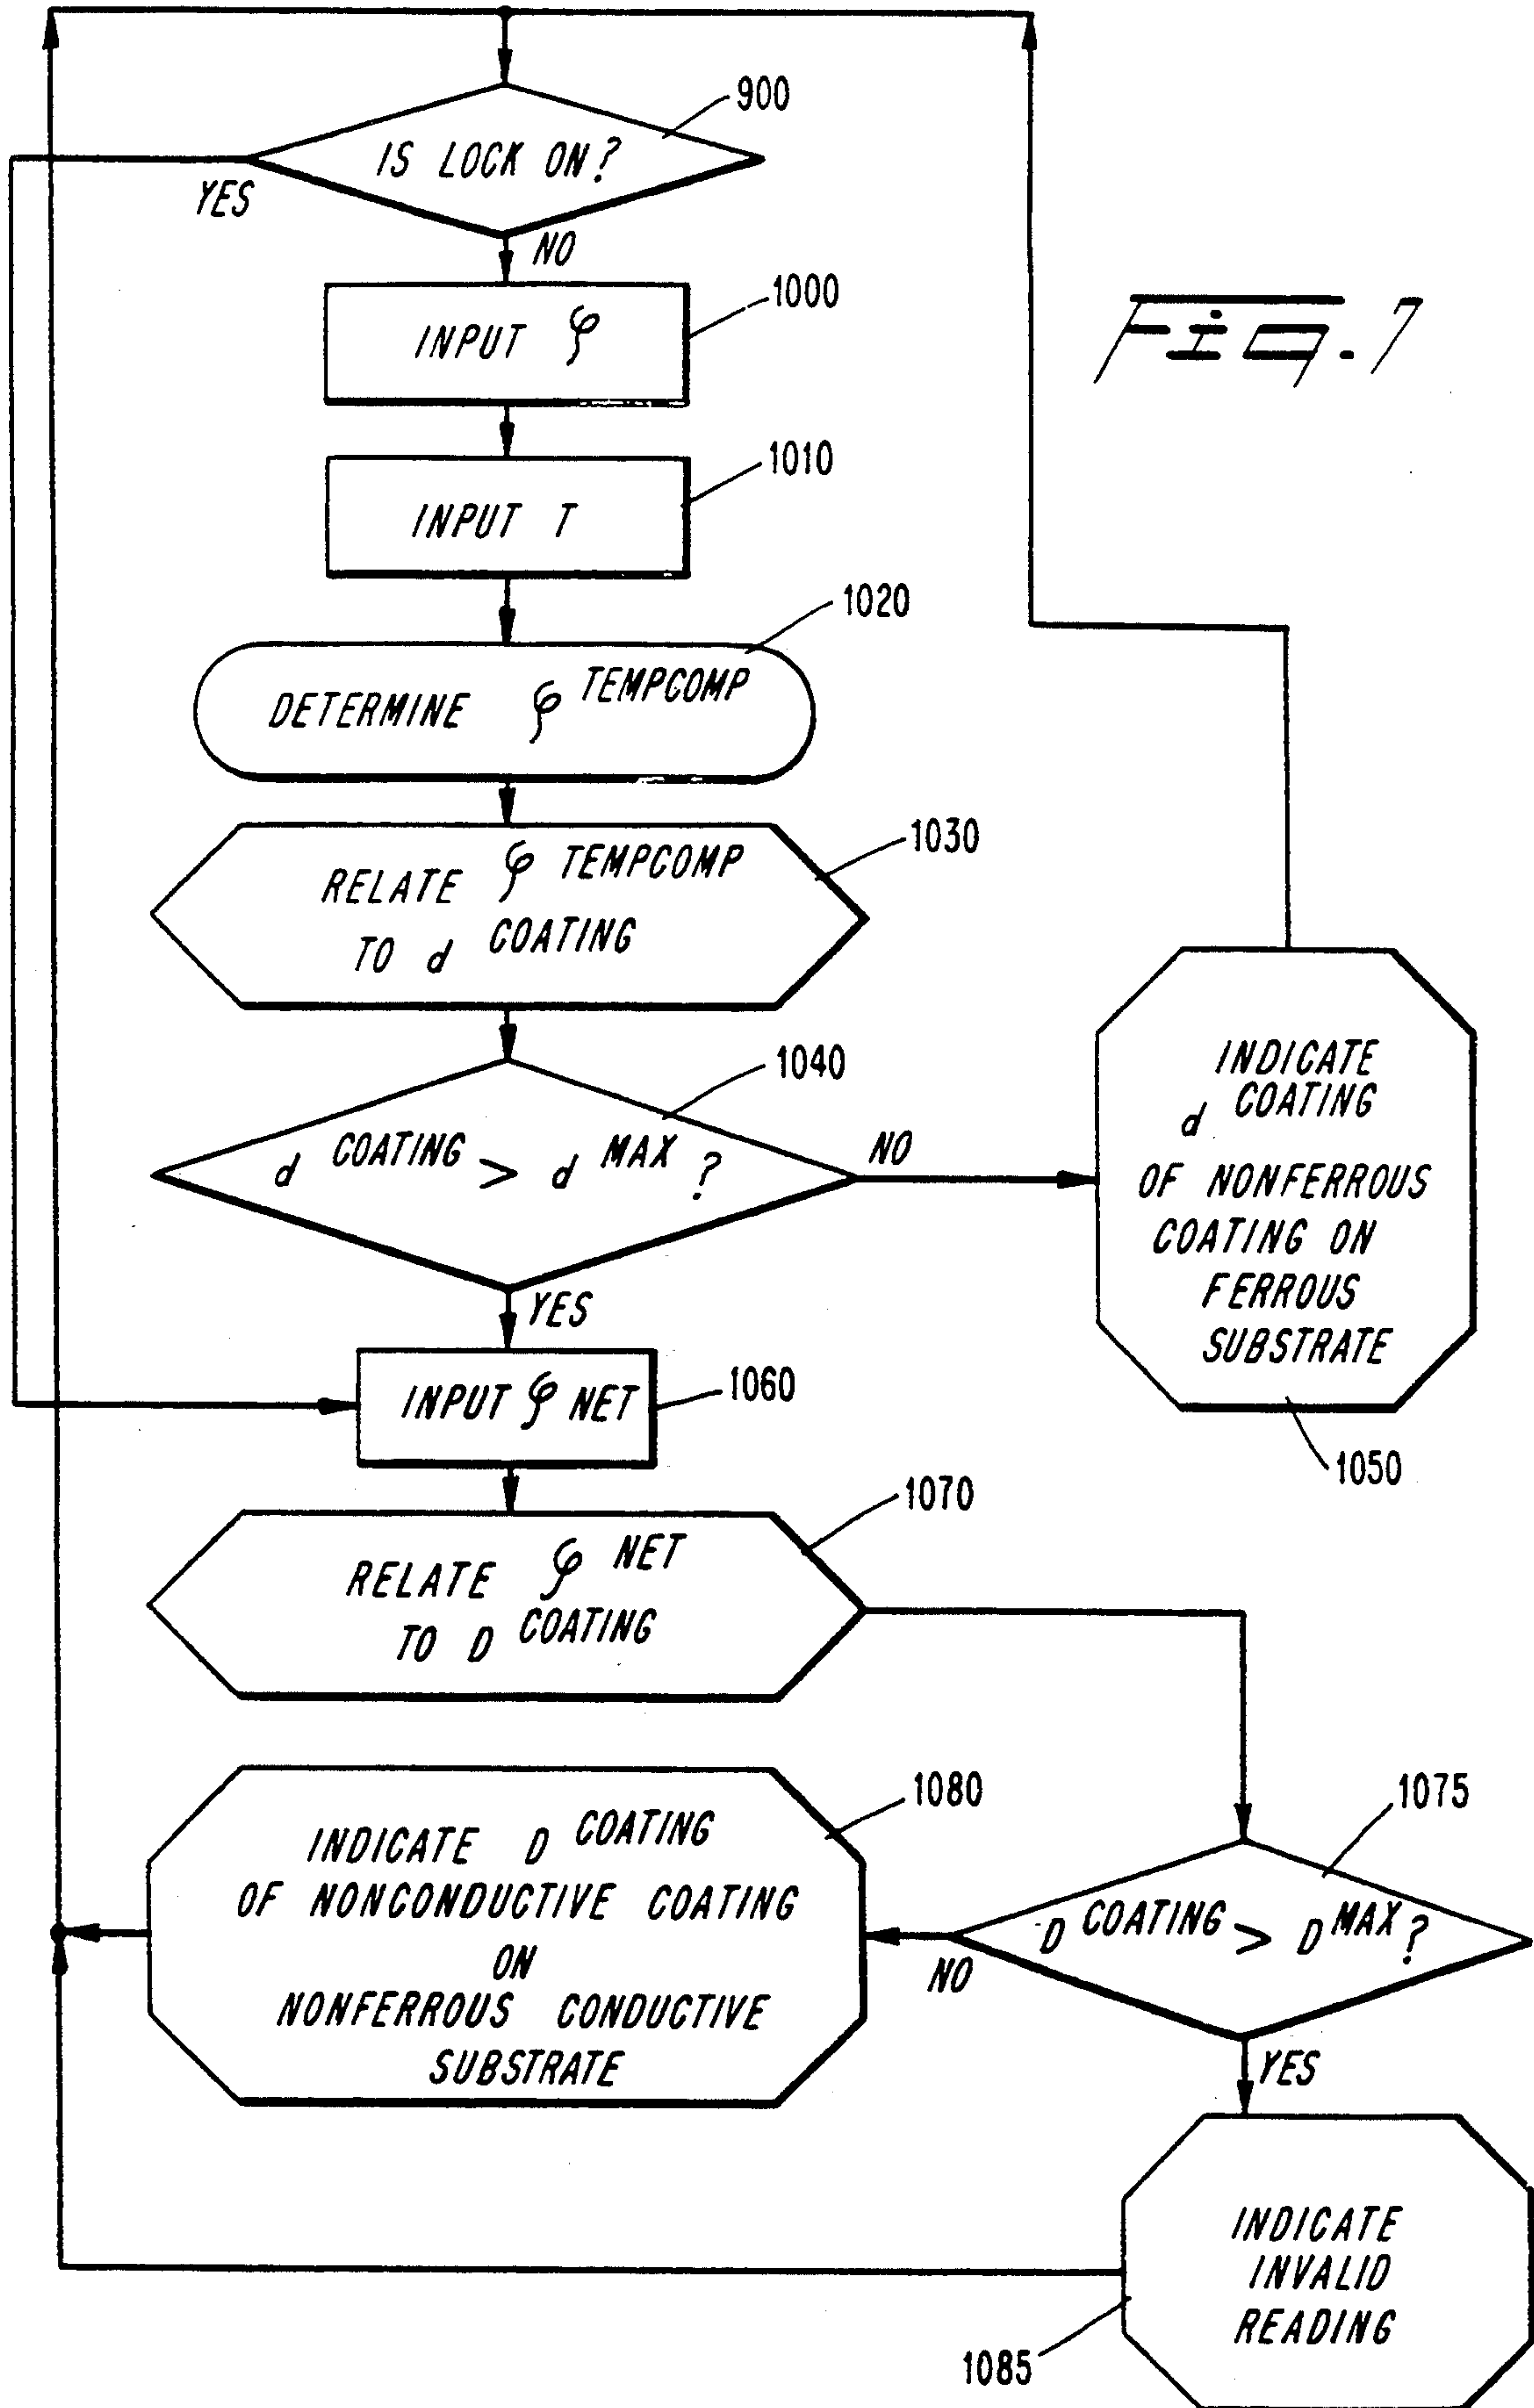 900
IS LOCK ON?
YES
NO
1000
INPUT φ
Fig. 7
1010
INPUT T
1020
DETERMINE φ TEMPCOMP
1030
RELATE φ TEMPCOMP
TO d COATING
1040
d COATING > d MAX ?
NO
YES
INDICATE
d COATING
OF NONFERROUS
COATING ON
FERROUS
SUBSTRATE
1050
INPUT φ NET
1060
1070
RELATE φ NET
TO D COATING
1080
INDICATE D COATING
OF NONCONDUCTIVE COATING
ON
NONFERROUS CONDUCTIVE
SUBSTRATE
1075
D COATING > D MAX ?
NO
YES
INDICATE
INVALID
READING
1085